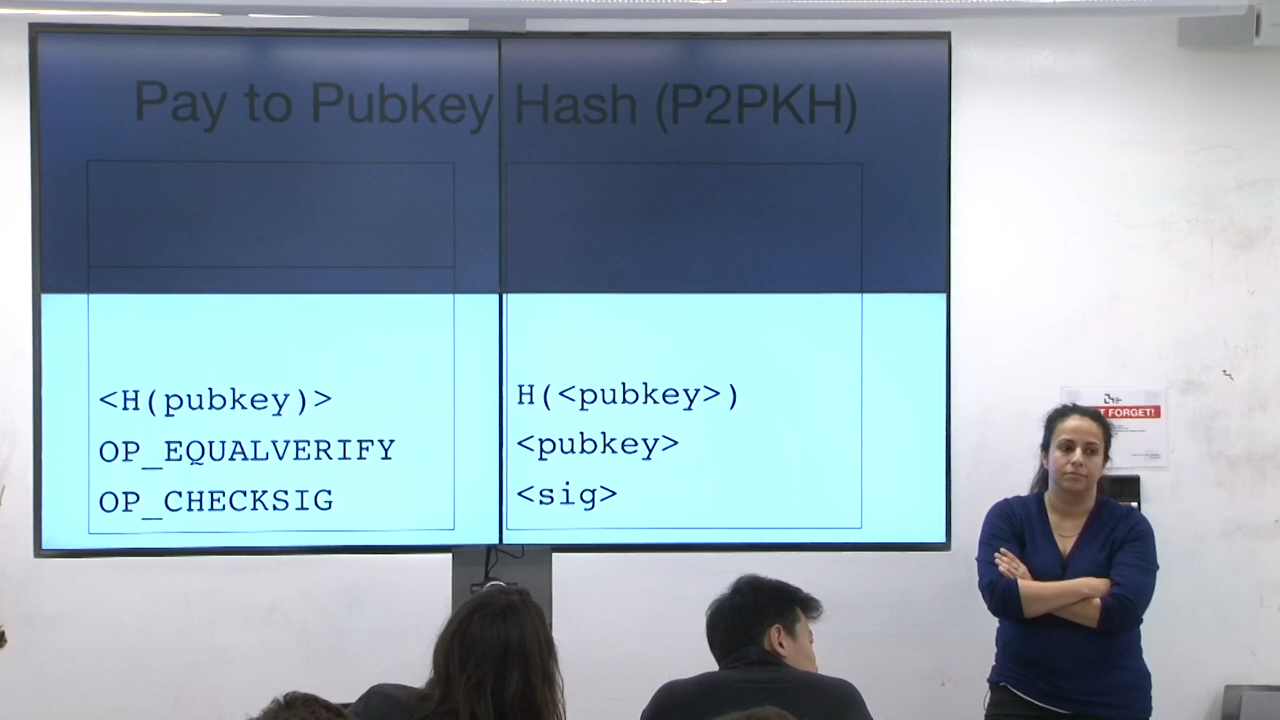 Pay to Pubkey Hash (P2PKH)
<H(pubkey)>
OP_EQUALVERIFY
OP_CHECKSIG
H(<pubkey>)
<pubkey>
<sig>
T FORGET!